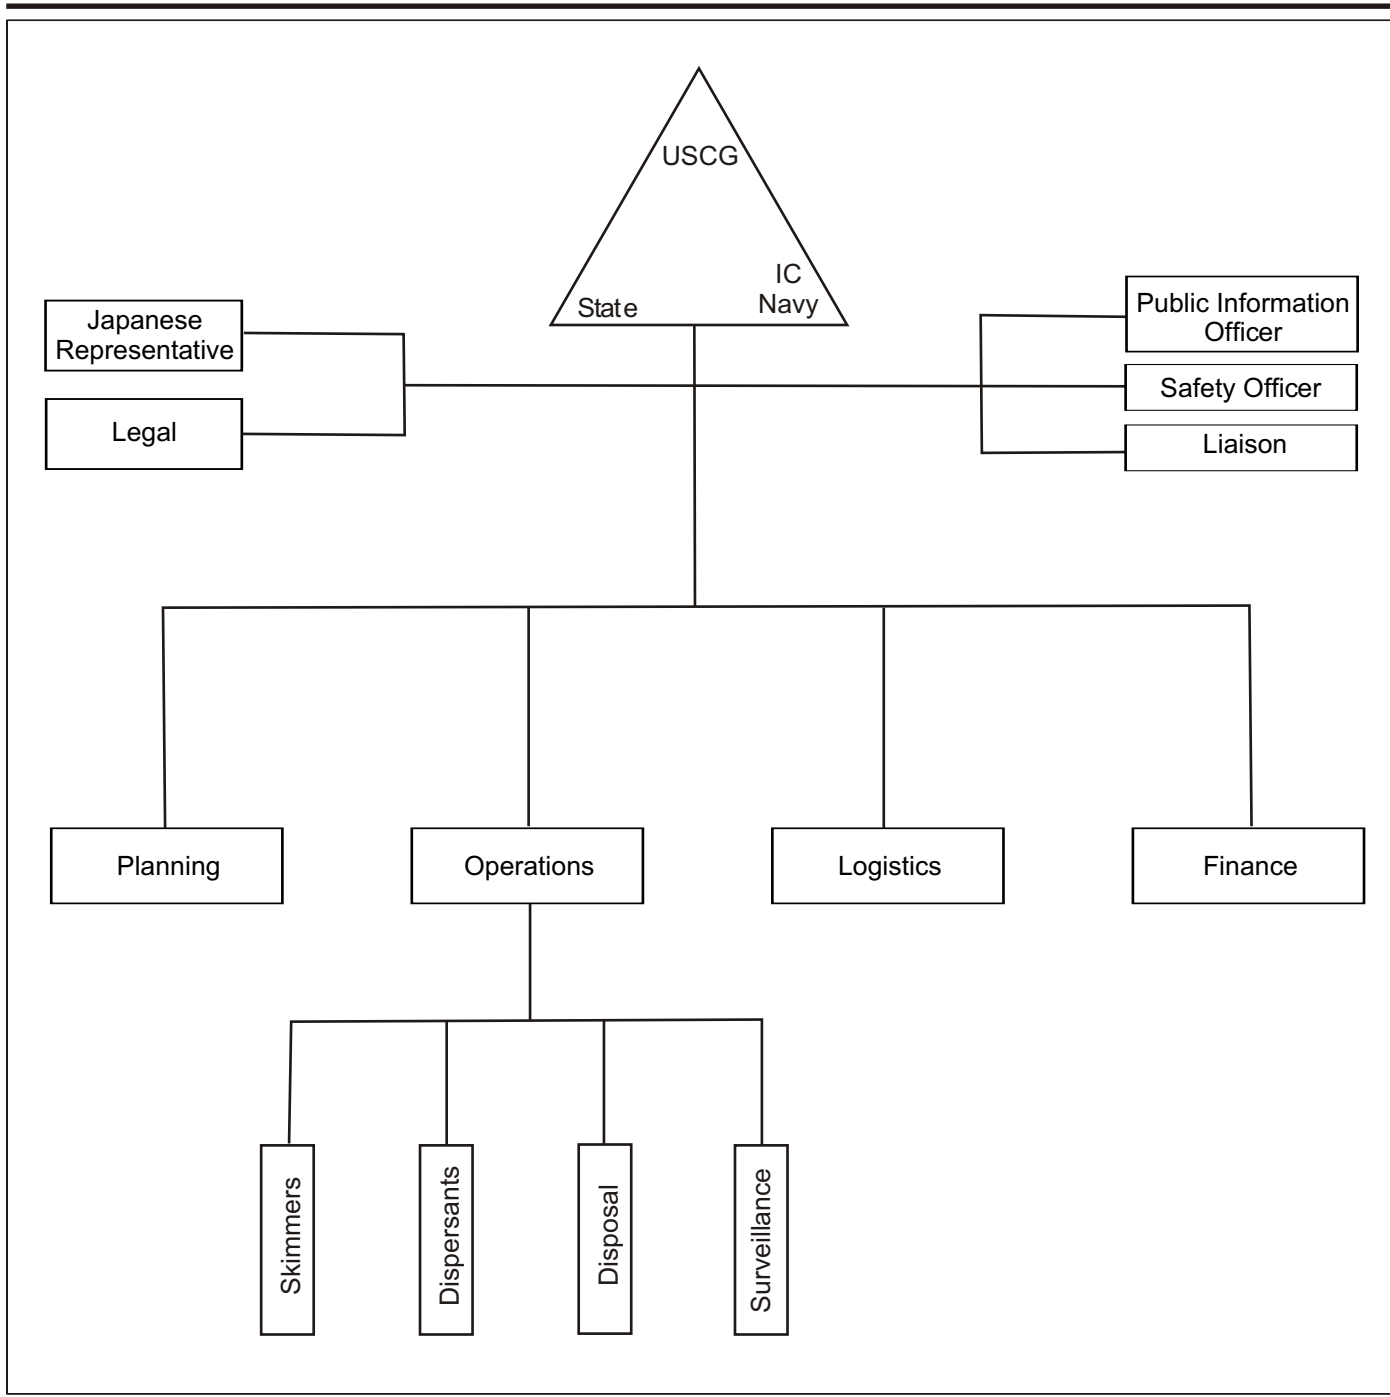 USCG
IC
Navy
State
Japanese
Representative
Legal
Public Information
Officer
Safety Officer
Liaison
Planning
Operations
Logistics
Finance
Skimmers
Dispersants
Disposal
Surveillance